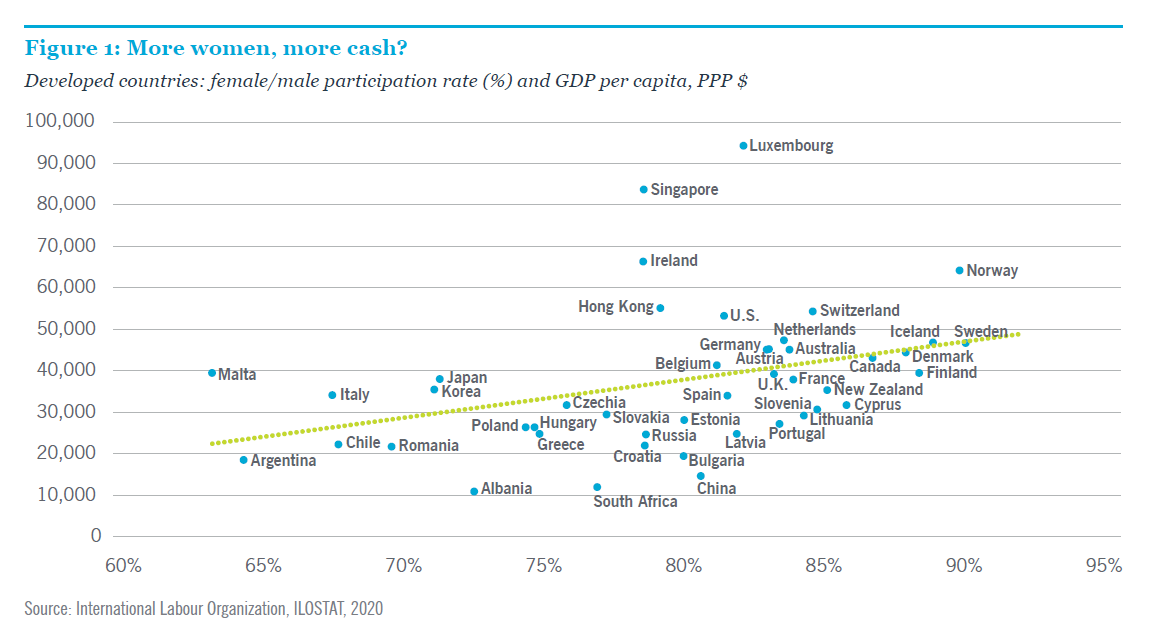 Figure 1: More women, more cash?
Developed countries: female/male participation rate (%) and GDP per capita, PPP $
100,000
90,000
80,000
70,000
60,000
50,000
40,000
30,000
20,000
10,000
0
Luxembourg
Singapore
Ireland
Norway
Hong Kong
U.S.
Switzerland
Netherlands
Iceland
Sweden
Germany
Australia
Austria
Denmark
Belgium
Canada
Malta
Japan
U.K.
France
Finland
Korea
New Zealand
Italy
Spain
Czechia
Slovenia
Cyprus
Slovakia
Estonia
Lithuania
Poland
Hungary
Russia
Portugal
Chile
Romania
Greece
Latvia
Croatia
Argentina
Bulgaria
Albania
China
South Africa
60%
65%
70%
75%
80%
85%
90%
95%
Source: International Labour Organization, ILOSTAT, 2020